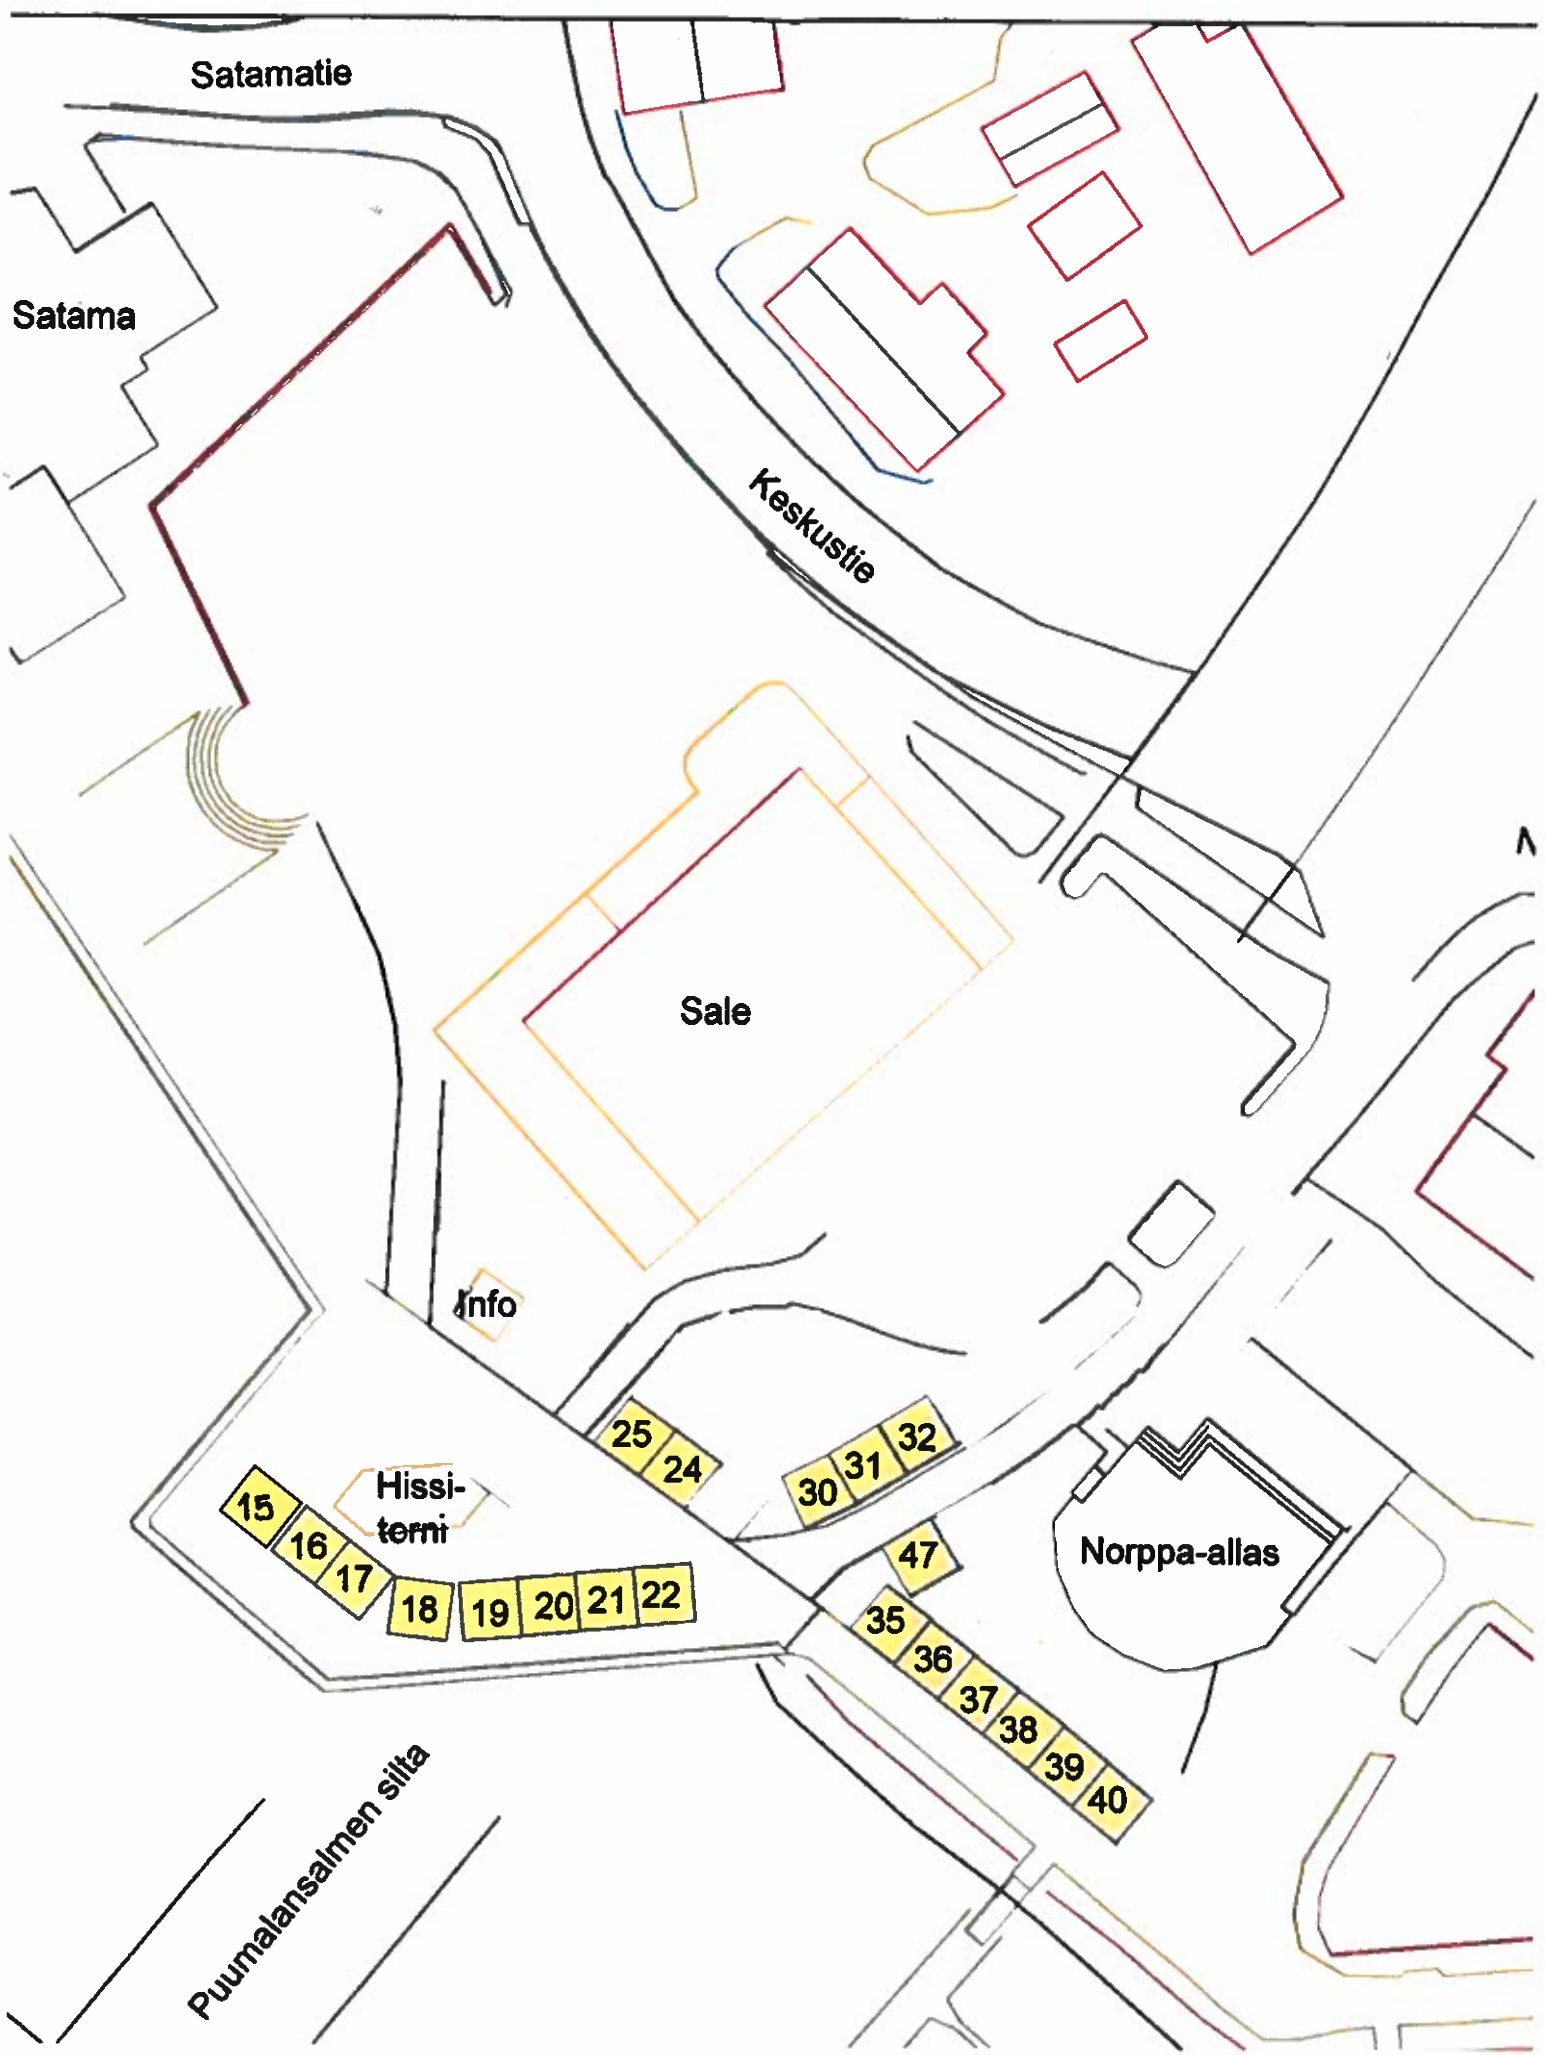 Satamatie
Satama
Keskustie
Sale
Info
25
24
30
31
32
Hissi-
torni
15
16
17
18
19
20
21
22
47
Norppa-allas
35
36
37
38
39
40
Puumalansalmen silta